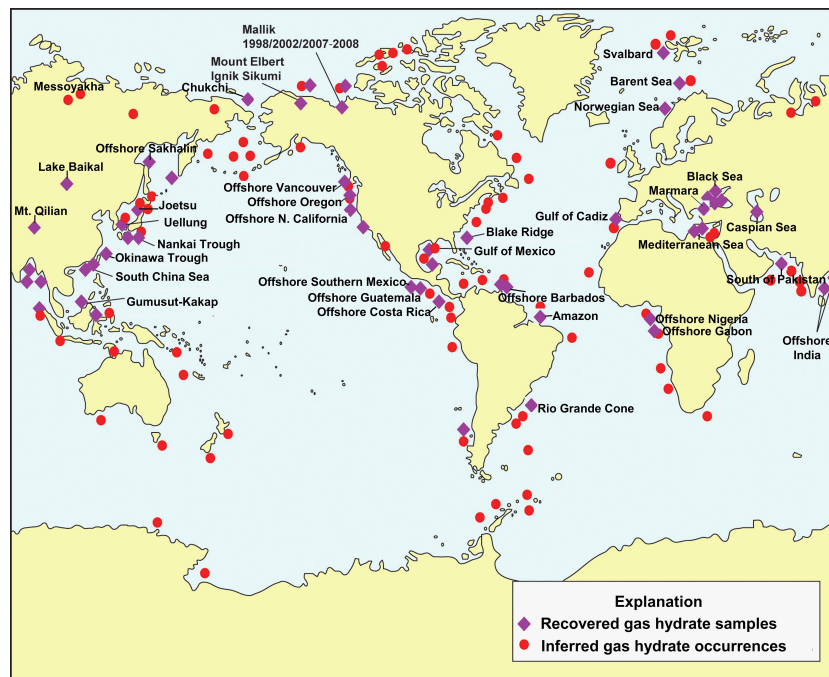 Mallik
1998/2002/2007-2008
Mount Elbert
Ignik Sikumi
Chukchi
Messoyakha
Svalbard
Barent Sea
Norwegian Sea
Offshore Sakhalin
Lake Baikal
Mt. Qilian
Joetsu
Uellung
Nankai Trough
Okinawa Trough
South China Sea
Gumusut-Kakap
Offshore Vancouver
Offshore Oregon
Offshore N. California
Blake Ridge
Gulf of Mexico
Offshore Southern Mexico
Offshore Guatemala
Offshore Costa Rica
Offshore Barbados
Amazon
Rio Grande Cone
Black Sea
Marmara
Gulf of Cadiz
Caspian Sea
Mediterranean Sea
South of Pakistan
Offshore Nigeria
Offshore Gabon
Offshore
India
Explanation
Recovered gas hydrate samples
Inferred gas hydrate occurrences